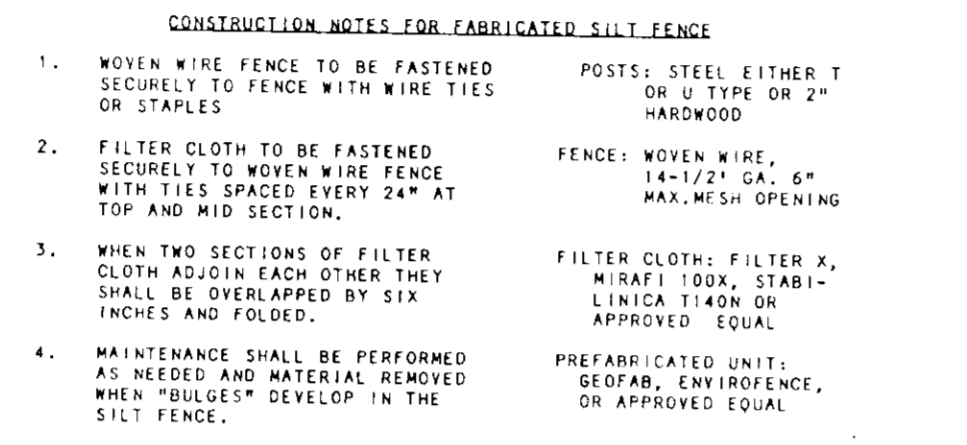 CONSTRUCTION NOTES FOR FABRICATED SILT FENCE
1. WOVEN WIRE FENCE TO BE FASTENED
SECURELY TO FENCE WITH WIRE TIES
OR STAPLES
2. FILTER CLOTH TO BE FASTENED
SECURELY TO WOVEN WIRE FENCE
WITH TIES SPACED EVERY 24" AT
TOP AND MID SECTION.
3. WHEN TWO SECTIONS OF FILTER
CLOTH ADJOIN EACH OTHER THEY
SHALL BE OVERLAPPED BY SIX
INCHES AND FOLDED.
4. MAINTENANCE SHALL BE PERFORMED
AS NEEDED AND MATERIAL REMOVED
WHEN "BULGES" DEVELOP IN THE
SILT FENCE.
POSTS: STEEL EITHER T
OR U TYPE OR 2"
HARDWOOD
FENCE: WOVEN WIRE,
14-1/2' GA. 6"
MAX.MESH OPENING
FILTER CLOTH: FILTER X,
MIRAFI 100X, STABI-
LINICA T140N OR
APPROVED EQUAL
PREFABRICATED UNIT:
GEOFAB, ENVIROFENCE,
OR APPROVED EQUAL